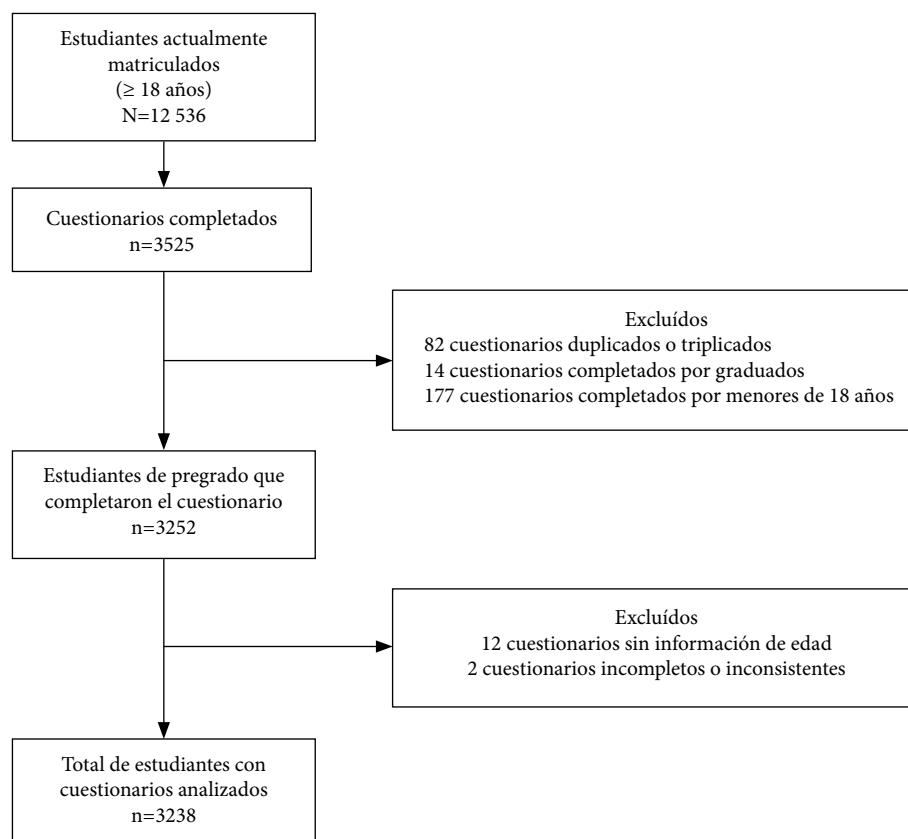 Estudiantes actualmente
matriculados
(≥ 18 años)
N=12 536
Cuestionarios completados
n=3525
Excluídos
82 cuestionarios duplicados o triplicados
14 cuestionarios completados por graduados
177 cuestionarios completados por menores de 18 años
Estudiantes de pregrado que
completaron el cuestionario
n=3252
Excluídos
12 cuestionarios sin información de edad
2 cuestionarios incompletos o inconsistentes
Total de estudiantes con
cuestionarios analizados
n=3238